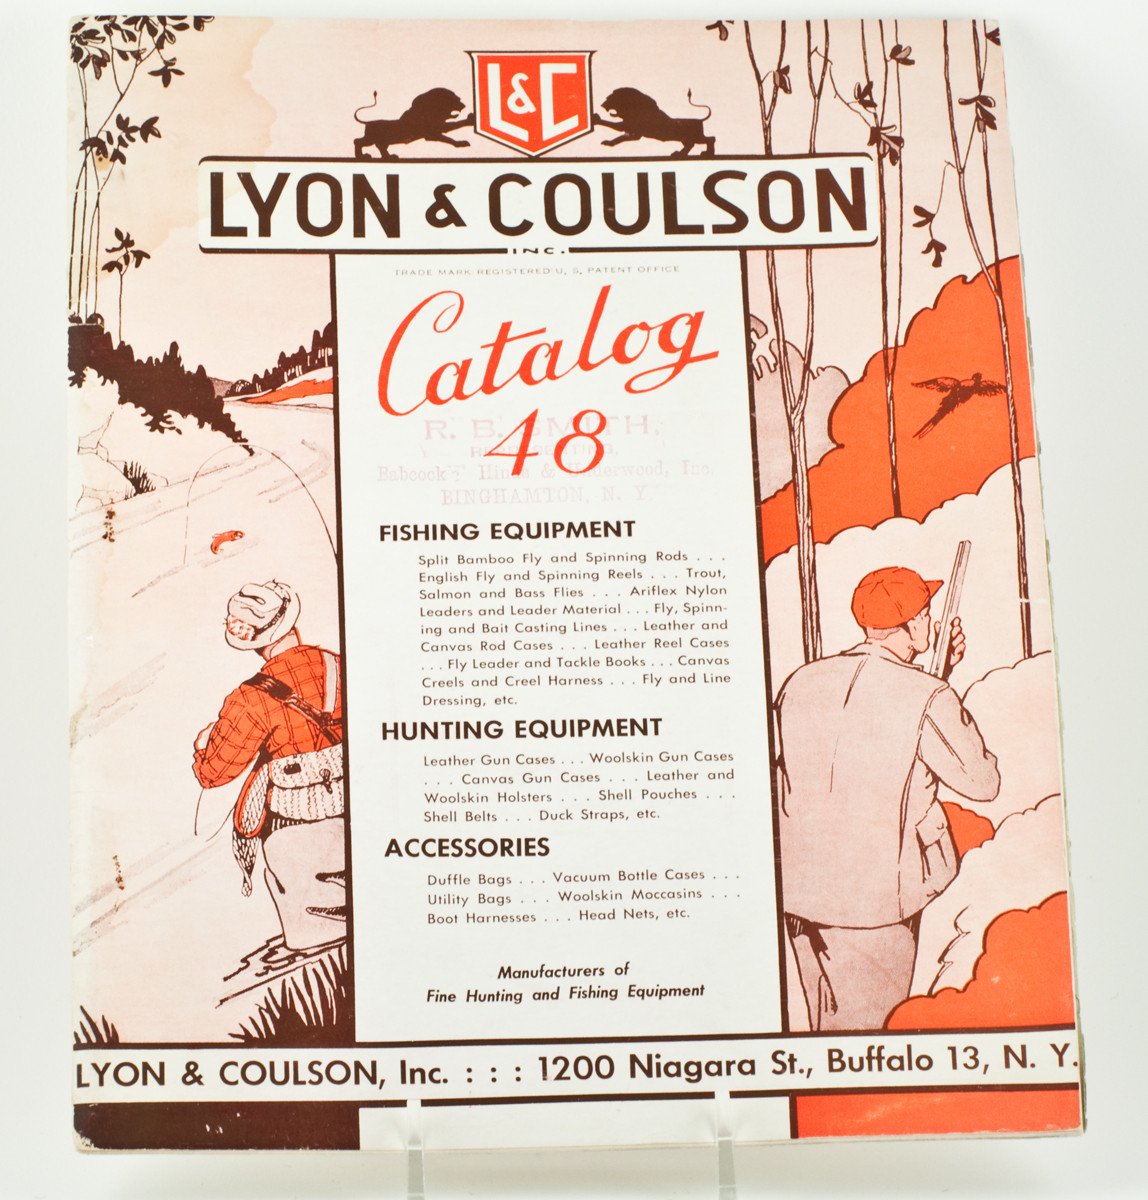 L&C
LYON & COULSON
INC.
TRADE MARK REGISTERED U. S. PATENT OFFICE
Catalog
48
R. B. SMITH.
Babcock, Hinds & Underwood, Inc.
BINGHAMTON, N. Y.
FISHING EQUIPMENT
Split Bamboo Fly and Spinning Rods . . .
English Fly and Spinning Reels . . . Trout,
Salmon and Bass Flies . . . Ariflex Nylon
Leaders and Leader Material . . . Fly, Spinn-
ing and Bait Casting Lines . . . Leather and
Canvas Rod Cases . . . Leather Reel Cases
. . . Fly Leader and Tackle Books . . . Canvas
Creels and Creel Harness . . . Fly and Line
Dressing, etc.
HUNTING EQUIPMENT
Leather Gun Cases . . . Woolskin Gun Cases
. . . Canvas Gun Cases . . . Leather and
Woolskin Holsters . . . Shell Pouches . . .
Shell Belts . . . Duck Straps, etc.
ACCESSORIES
Duffle Bags . . . Vacuum Bottle Cases . . .
Utility Bags . . . Woolskin Moccasins . . .
Boot Harnesses . . . Head Nets, etc.
Manufacturers of
Fine Hunting and Fishing Equipment
LYON & COULSON, Inc. : : : 1200 Niagara St., Buffalo 13, N. Y.